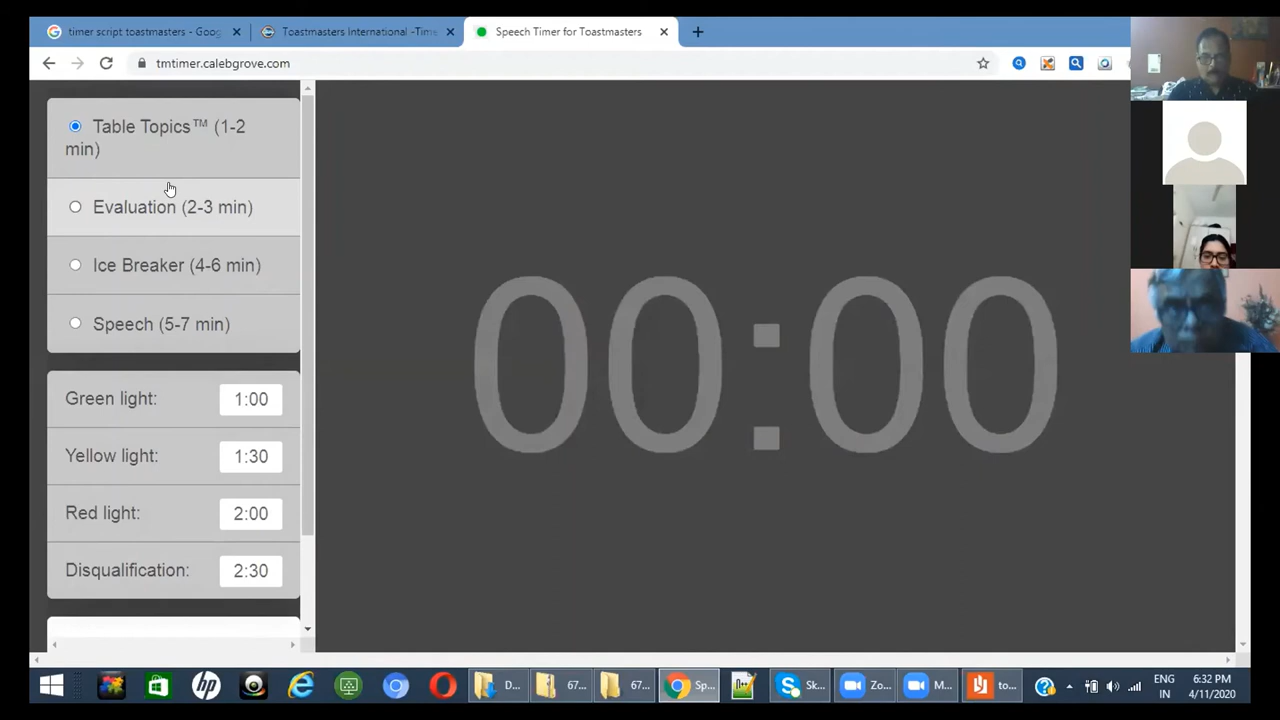 timer script toastmasters - Goog
Toastmasters International -Time
Speech Timer for Toastmasters
tmtimer.calebgrove.com
Table Topics™ (1-2
min)
Evaluation (2-3 min)
Ice Breaker (4-6 min)
Speech (5-7 min)
Green light: 1:00
Yellow light: 1:30
Red light: 2:00
Disqualification: 2:30
00:00
D...
67...
67...
Sp...
Sk...
Zo...
M...
to...
ENG
IN
6:32 PM
4/11/2020